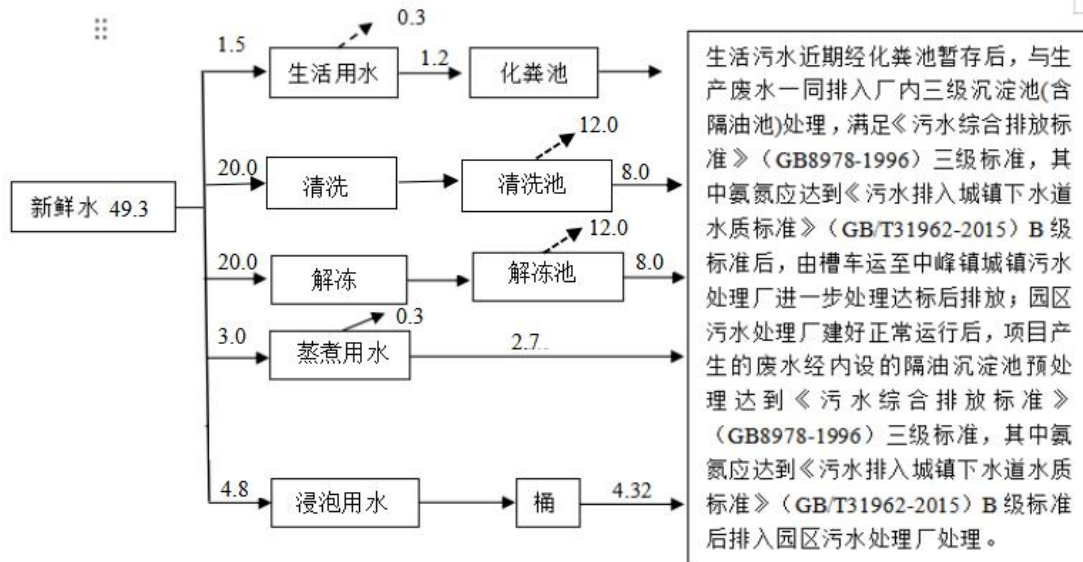 0.3
1.5
生活用水
1.2
化粪池
12.0
20.0
清洗
清洗池
8.0
新鲜水 49.3
12.0
20.0
解冻
解冻池
8.0
0.3
3.0
蒸煮用水
2.7
4.8
浸泡用水
桶
4.32
生活污水近期经化粪池暂存后，与生
产废水一同排入厂内三级沉淀池(含
隔油池)处理，满足《污水综合排放标
准》（GB8978-1996）三级标准，其
中氨氮应达到《污水排入城镇下水道
水质标准》（GB/T31962-2015）B 级
标准后，由槽车运至中峰镇城镇污水
处理厂进一步处理达标后排放；园区
污水处理厂建好正常运行后，项目产
生的废水经内设的隔油沉淀池预处
理达到《污水综合排放标准》
（GB8978-1996）三级标准，其中氨
氮应达到《污水排入城镇下水道水质
标准》（GB/T31962-2015）B 级标准
后排入园区污水处理厂处理。